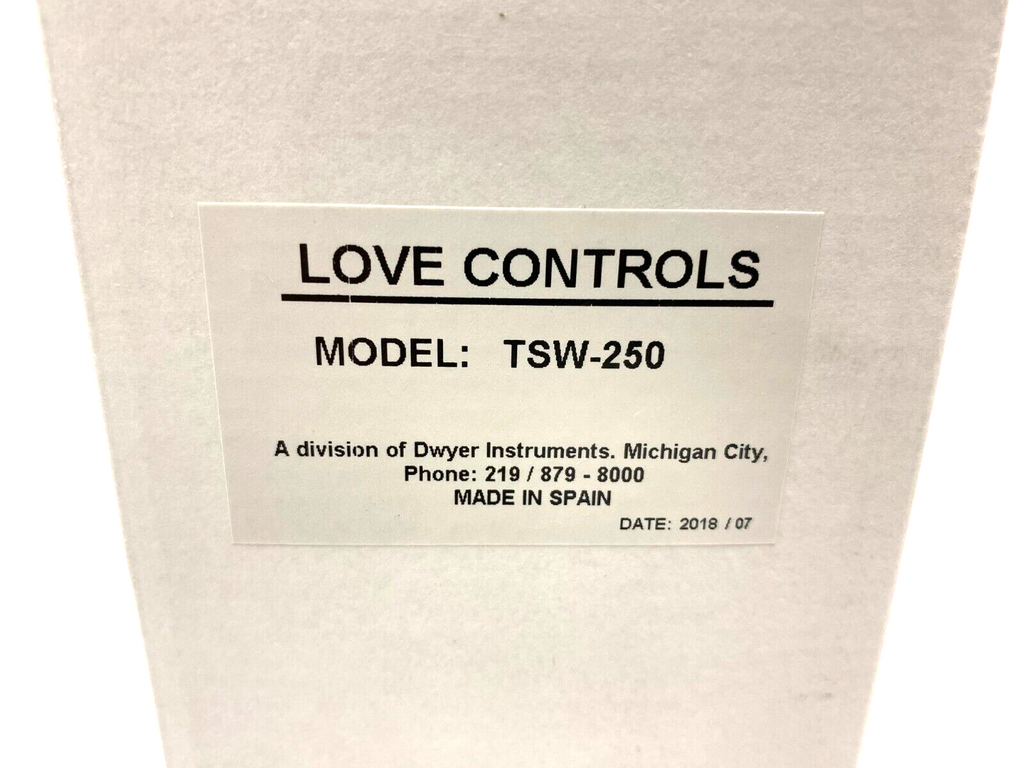 LOVE CONTROLS
MODEL: TSW-250
A division of Dwyer Instruments. Michigan City,
Phone: 219 / 879 - 8000
MADE IN SPAIN
DATE: 2018 / 07